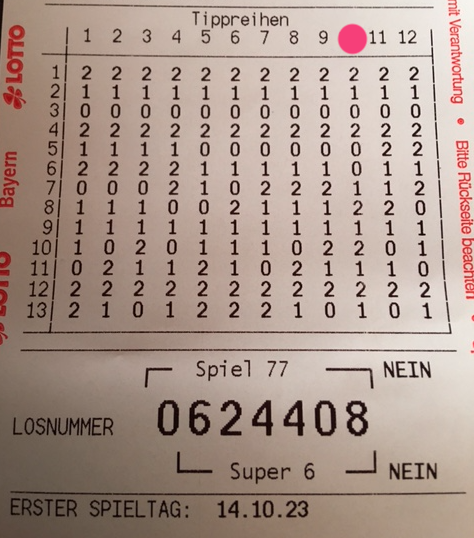 Tippreihen
1 2 3 4 5 6 7 8 9 11 12
1 2 2 2 2 2 2 2 2 2 2 2 2
2 1 1 1 1 1 1 1 1 1 1 1 1
3 0 0 0 0 0 0 0 0 0 0 0 0
4 2 2 2 2 2 2 2 2 2 2 2 2
5 1 1 1 1 0 0 0 0 0 0 2 2
6 2 2 2 2 1 1 1 1 1 0 1 1
7 0 0 0 2 1 0 2 2 2 1 1 2
8 1 1 1 0 0 2 1 1 1 2 2 0
9 1 1 1 1 1 1 1 1 1 1 1 1
10 1 0 2 0 1 1 1 0 2 2 0 1
11 0 2 1 1 2 1 0 2 1 1 1 0
12 2 2 2 2 2 2 2 2 2 2 2 2
13 2 1 0 1 2 2 2 1 0 1 0 1
Spiel 77 NEIN
LOSNUMMER 0624408
Super 6 NEIN
ERSTER SPIELTAG: 14.10.23
LOTTO
Bayern
LOTTO
mit Verantwortung • Bitte Rückseite beachten